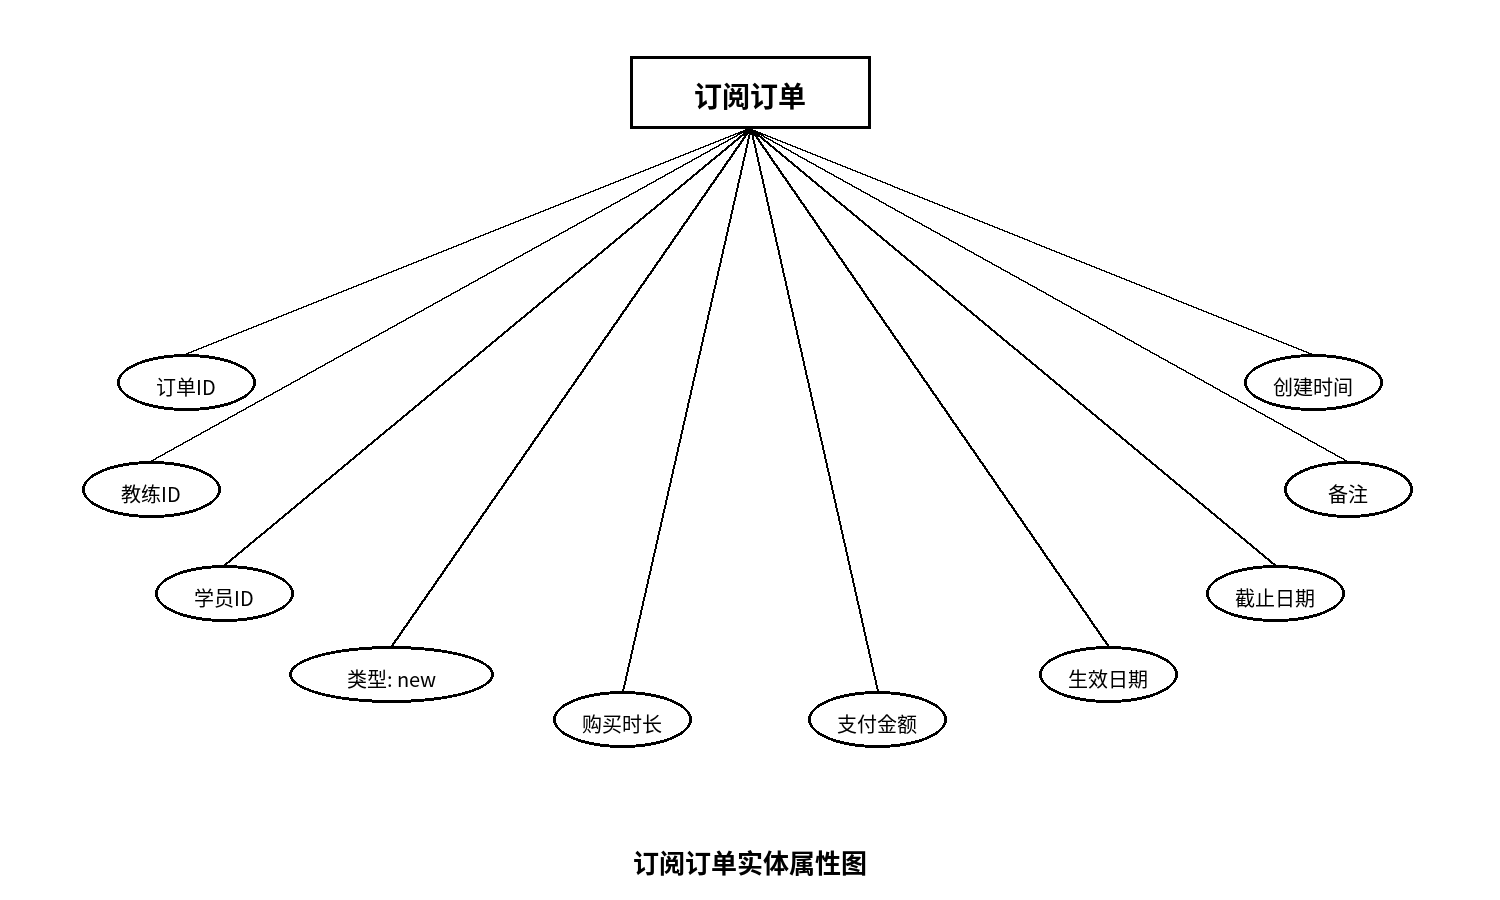 订阅订单
订单ID
创建时间
教练ID
备注
学员ID
截止日期
类型: new
生效日期
购买时长
支付金额
订阅订单实体属性图